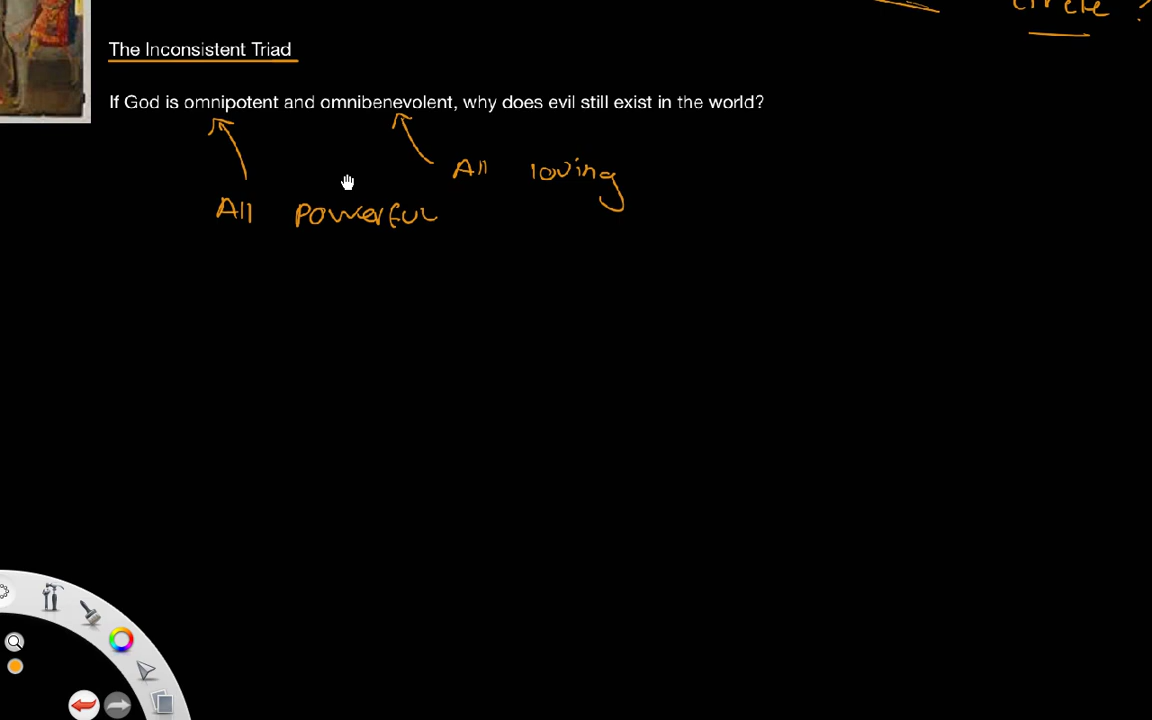 circle ?
The Inconsistent Triad
If God is omnipotent and omnibenevolent, why does evil still exist in the world?
All loving
All powerful